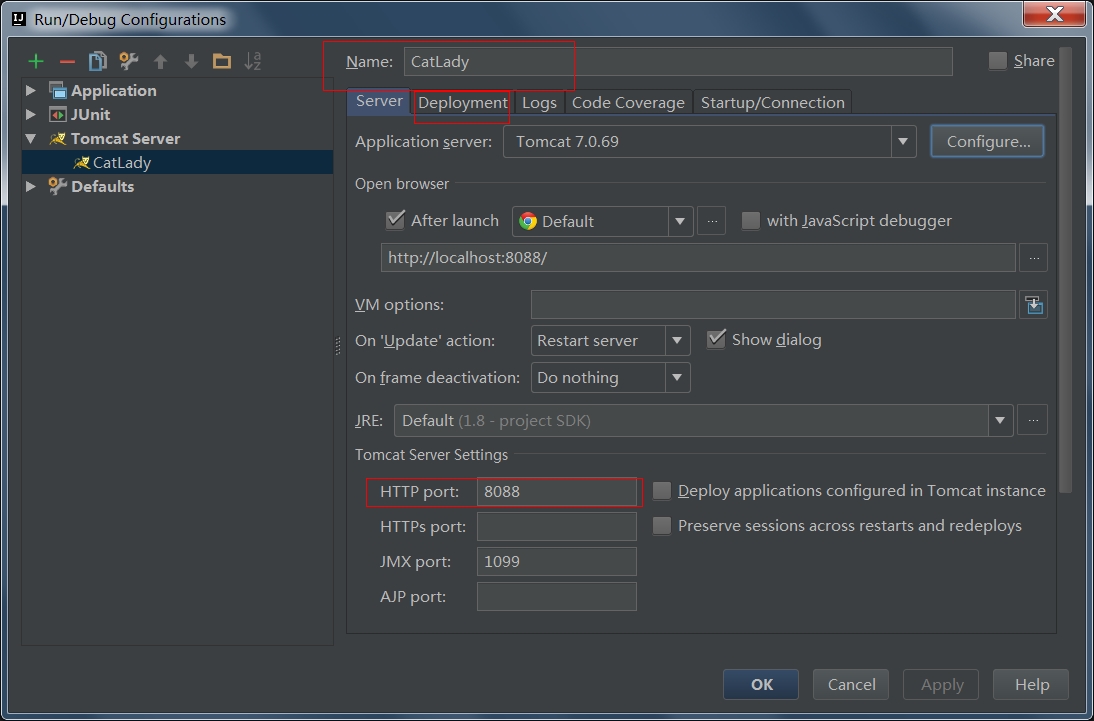 Run/Debug Configurations
Name: CatLady
Share
Application
JUnit
Tomcat Server
CatLady
Defaults
Server Deployment Logs Code Coverage Startup/Connection
Application server: Tomcat 7.0.69 Configure...
Open browser
After launch Default ... with JavaScript debugger
http://localhost:8088/ ...
VM options:
On 'Update' action: Restart server Show dialog
On frame deactivation: Do nothing
JRE: Default (1.8 - project SDK) ...
Tomcat Server Settings
HTTP port: 8088 Deploy applications configured in Tomcat instance
HTTPs port: Preserve sessions across restarts and redeploys
JMX port: 1099
AJP port:
OK Cancel Apply Help